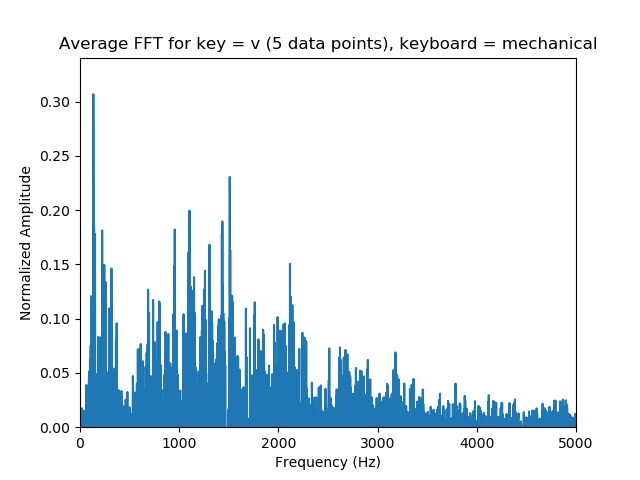 Average FFT for key = v (5 data points), keyboard = mechanical
0.30
0.25
0.20
0.15
0.10
0.05
0.00
Normalized Amplitude
0 1000 2000 3000 4000 5000
Frequency (Hz)